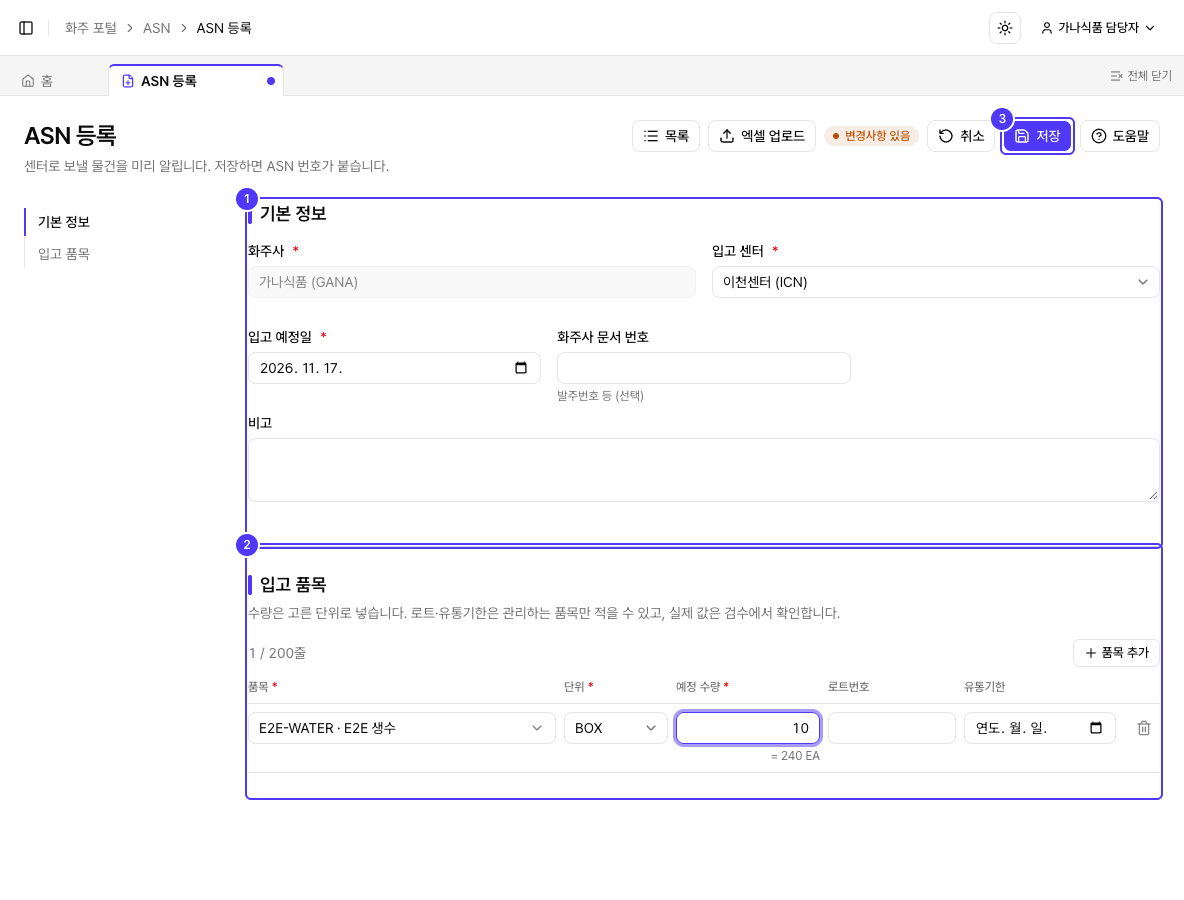 화주 포털 > ASN > ASN 등록
가나식품 담당자
홈
ASN 등록
전체 닫기
ASN 등록
목록
엑셀 업로드
변경사항 있음
취소
3
저장
도움말
센터로 보낼 물건을 미리 알립니다. 저장하면 ASN 번호가 붙습니다.
기본 정보
입고 품목
1
기본 정보
화주사 *
입고 센터 *
가나식품 (GANA)
이천센터 (ICN)
입고 예정일 *
화주사 문서 번호
2026. 11. 17.
발주번호 등 (선택)
비고
2
입고 품목
수량은 고른 단위로 넣습니다. 로트·유통기한은 관리하는 품목만 적을 수 있고, 실제 값은 검수에서 확인합니다.
1 / 200줄
+ 품목 추가
품목 * 단위 * 예정 수량 * 로트번호 유통기한
E2E-WATER · E2E 생수 BOX 10 연도. 월. 일.
= 240 EA